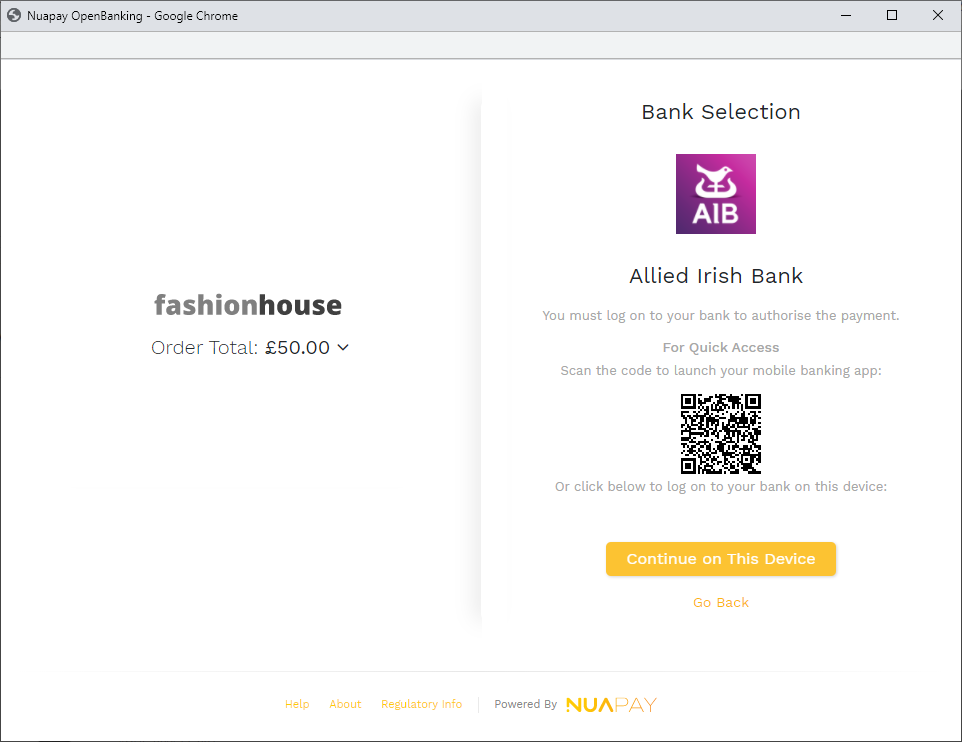 Nuapay OpenBanking - Google Chrome
fashionhouse
Order Total: £50.00
Bank Selection
AIB
Allied Irish Bank
You must log on to your bank to authorise the payment.
For Quick Access
Scan the code to launch your mobile banking app:
Or click below to log on to your bank on this device:
Continue on This Device
Go Back
Help About Regulatory Info Powered By NUAPAY